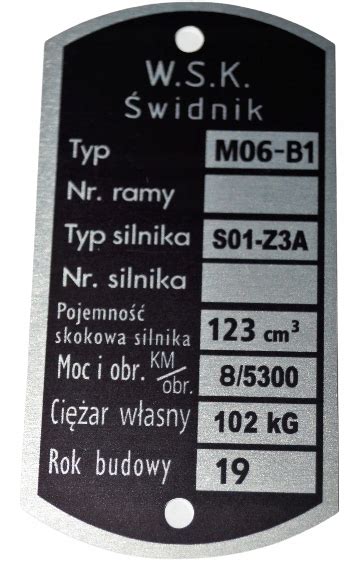 W.S.K.
Świdnik
Typ M06-B1
Nr. ramy
Typ silnika S01-Z3A
Nr. silnika
Pojemność
skokowa silnika 123 cm³
Moc i obr. KM/obr. 8/5300
Ciężar własny 102 kG
Rok budowy 19